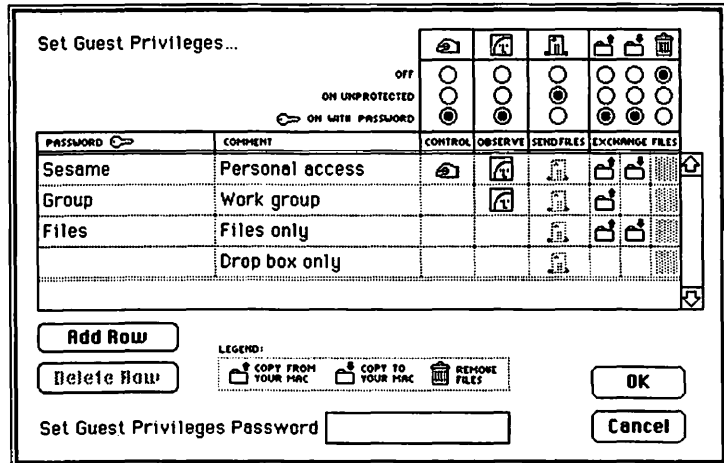 Set Guest Privileges...
OFF
ON UNPROTECTED
ON WITH PASSWORD
PASSWORD COMMENT CONTROL OBSERVE SEND FILES EXCHANGE FILES
Sesame Personal access
Group Work group
Files Files only
Drop box only
Add Row
Delete Row
LEGEND:
COPY FROM YOUR MAC
COPY TO YOUR MAC
REMOVE FILES
OK
Set Guest Privileges Password
Cancel